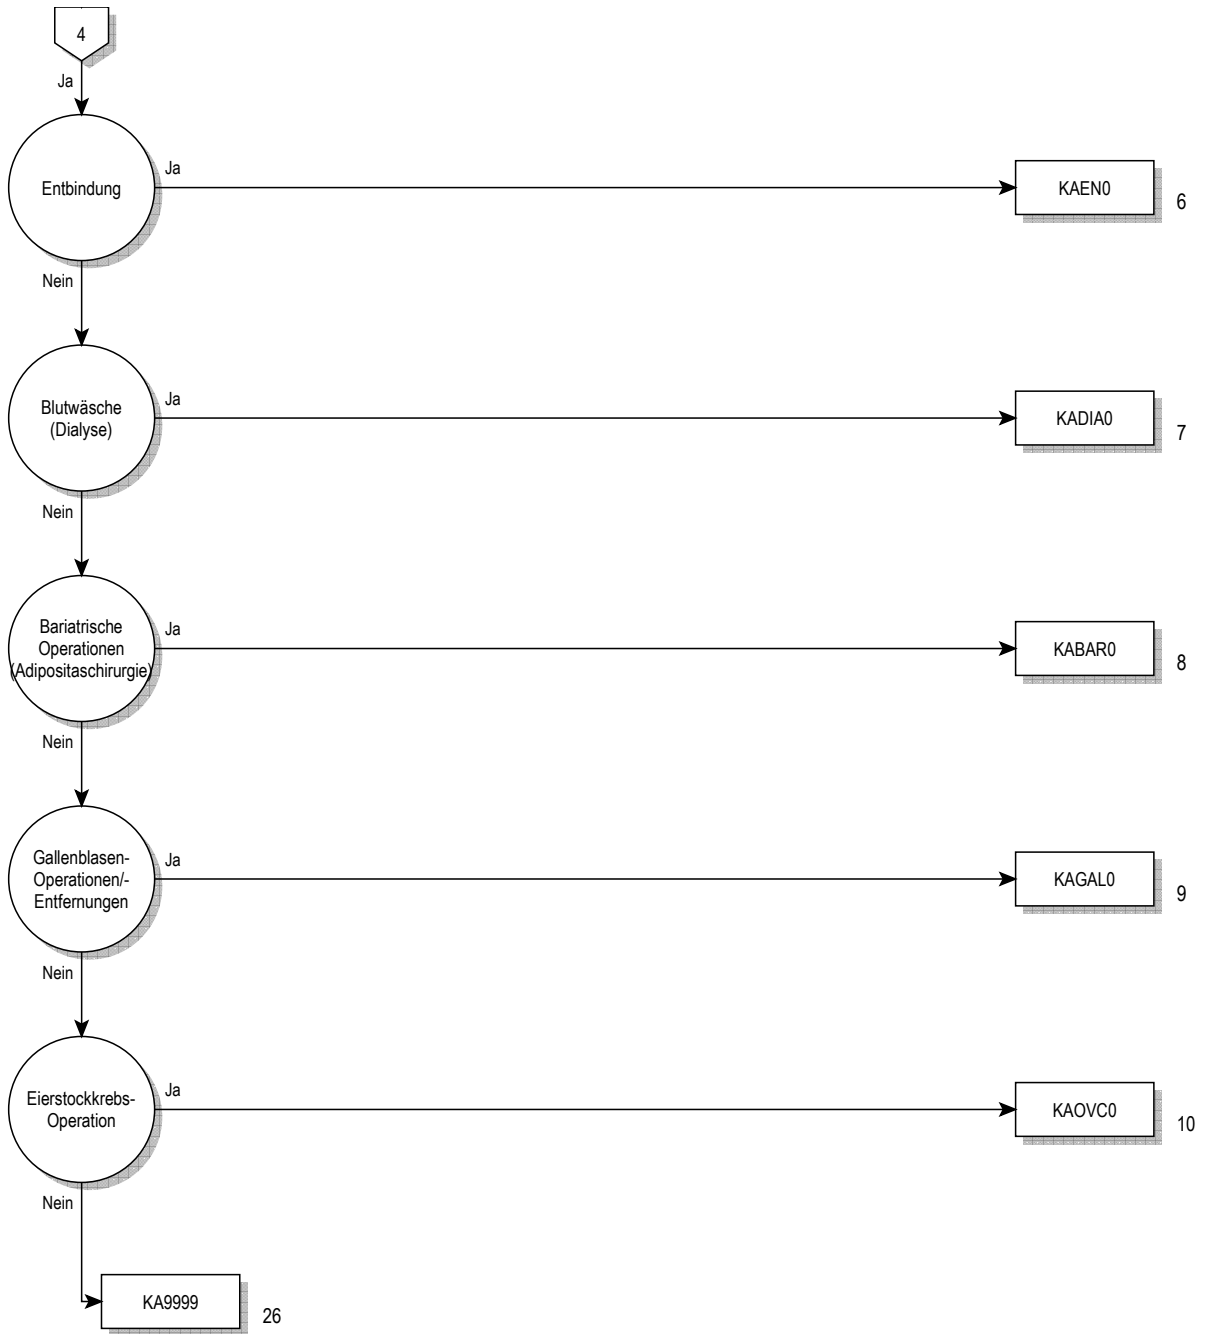 4
Ja
Entbindung
Ja
KAEN0
6
Nein
Blutwäsche
(Dialyse)
Ja
KADIA0
7
Nein
Bariatrische
Operationen
(Adipositaschirurgie)
Ja
KABAR0
8
Nein
Gallenblasen-
Operationen/-
Entfernungen
Ja
KAGAL0
9
Nein
Eierstockkrebs-
Operation
Ja
KAOVC0
10
Nein
KA9999
26